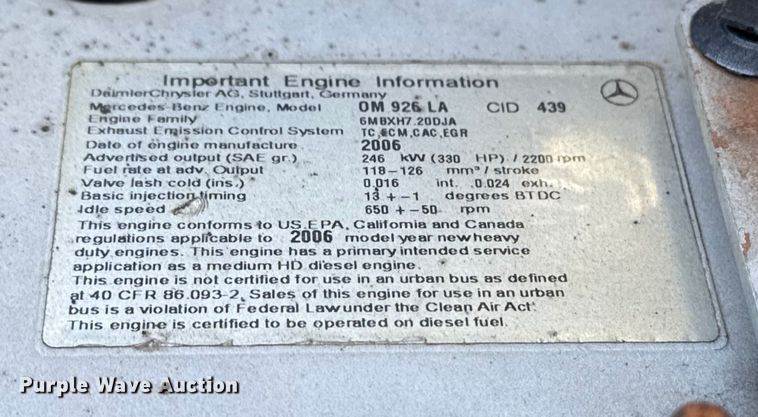 Important Engine Information
DaimlerChrysler AG, Stuttgart, Germany
Mercedes-Benz Engine, Model OM 926 LA CID 439
Engine Family 6MBXH7.20DJA
Exhaust Emission Control System TC,ECM,CAC,EGR
Date of engine manufacture 2006
Advertised output (SAE gr.) 246 kW (330 HP) / 2200 rpm
Fuel rate at adv. Output 118-126 mm³ / stroke
Valve lash cold (ins.) 0.016 int. 0.024 exh.
Basic injection timing 13 +-1 degrees BTDC
Idle speed 650 +-50 rpm
This engine conforms to US.EPA, California and Canada
regulations applicable to 2006 model year new heavy
duty engines. This engine has a primary intended service
application as a medium HD diesel engine.
This engine is not certified for use in an urban bus as defined
at 40 CFR 86.093-2. Sales of this engine for use in an urban
bus is a violation of Federal Law under the Clean Air Act.
This engine is certified to be operated on diesel fuel.
Purple Wave Auction